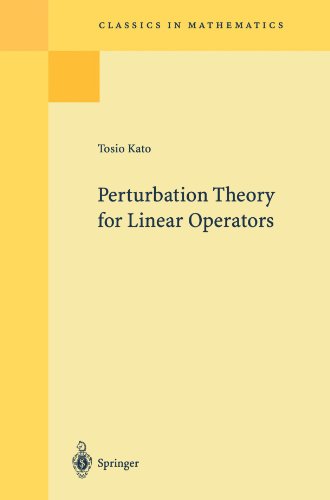 CLASSICS IN MATHEMATICS
Tosio Kato
Perturbation Theory
for Linear Operators
Springer